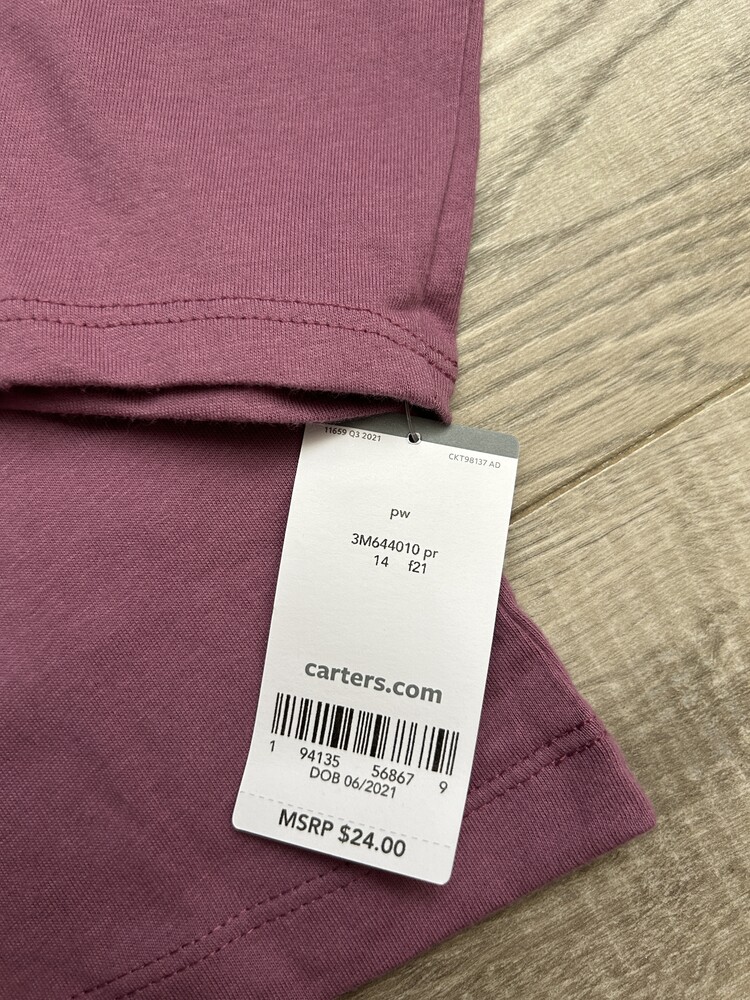 11659 Q3 2021
CKT98137 AD
pw
3M644010 pr
14 f21
carters.com
1 94135 56867 9
DOB 06/2021
MSRP $24.00